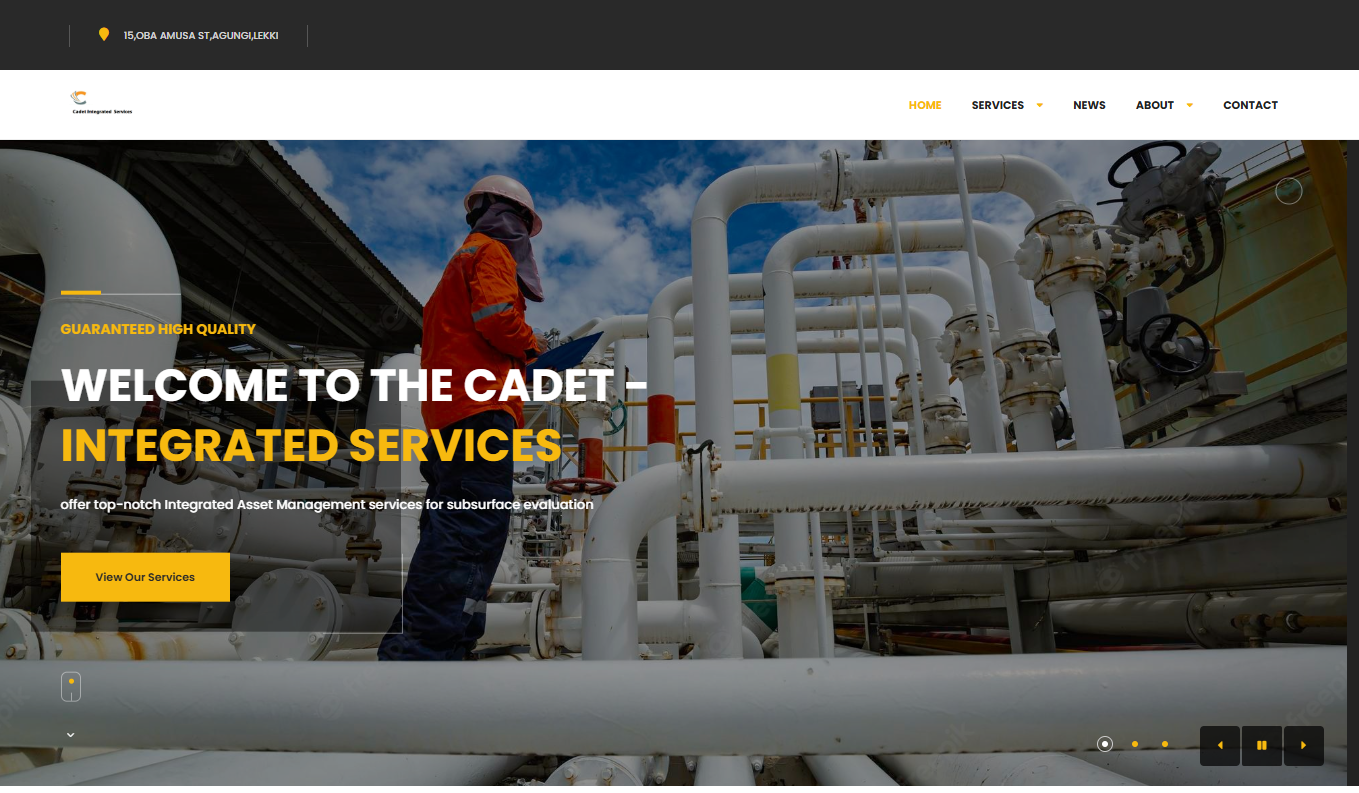 15,OBA AMUSA ST,AGUNGI,LEKKI
Cadet Integrated Services
HOME SERVICES NEWS ABOUT CONTACT
GUARANTEED HIGH QUALITY
WELCOME TO THE CADET -
INTEGRATED SERVICES
offer top-notch Integrated Asset Management services for subsurface evaluation
View Our Services